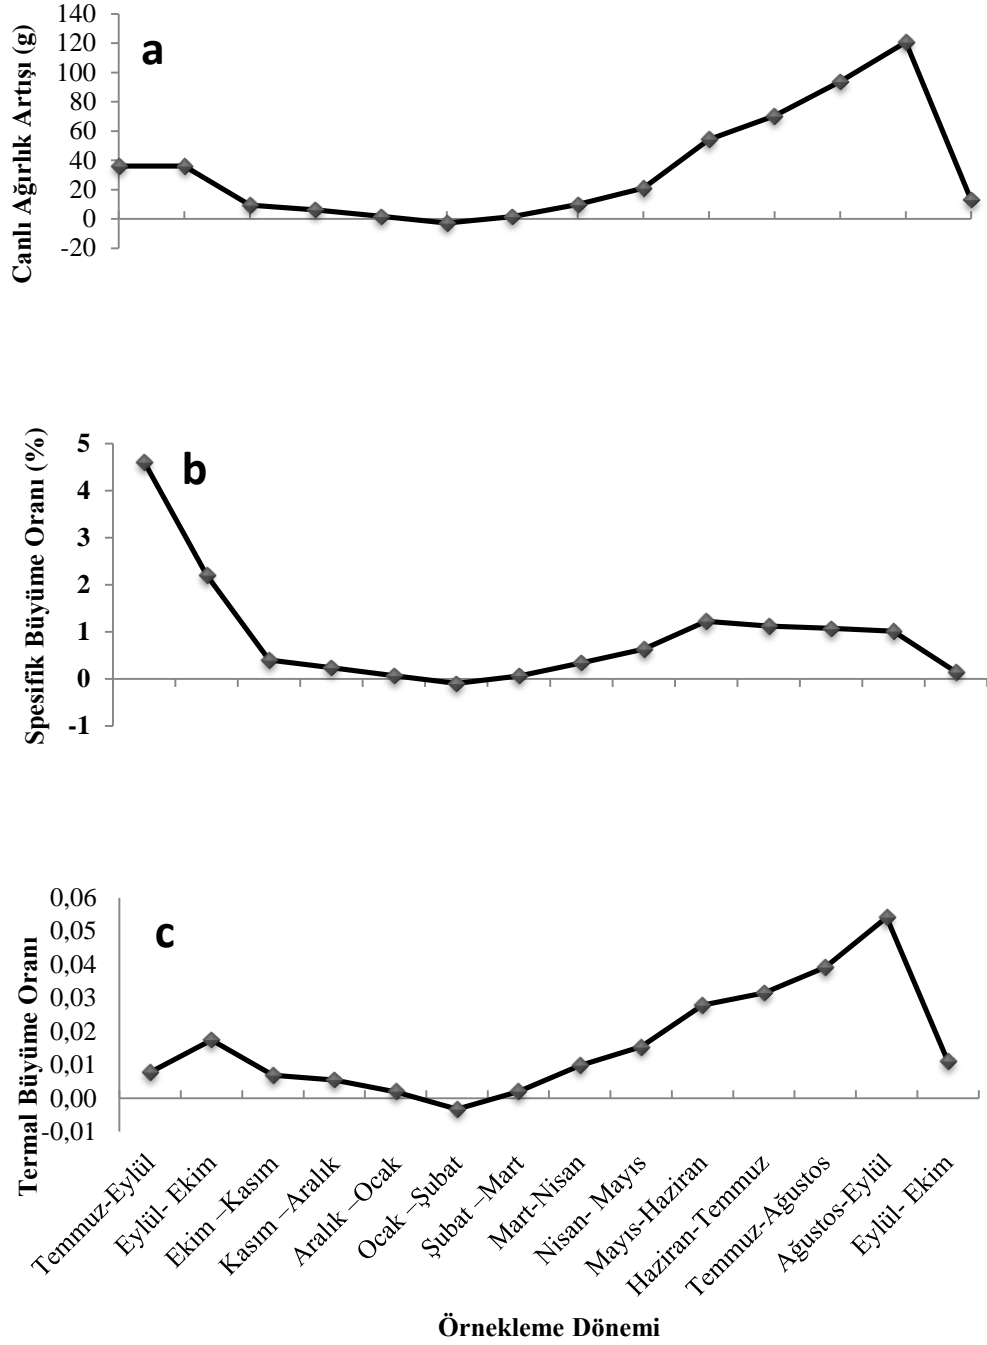 Canlı Ağırlık Artışı (g)
a
140
120
100
80
60
40
20
0
-20
Spesifik Büyüme Oranı (%)
b
5
4
3
2
1
0
-1
Termal Büyüme Oranı
c
0,06
0,05
0,04
0,03
0,02
0,01
0,00
-0,01
Temmuz-Eylül
Eylül- Ekim
Ekim –Kasım
Kasım –Aralık
Aralık –Ocak
Ocak –Şubat
Şubat –Mart
Mart-Nisan
Nisan- Mayıs
Mayıs-Haziran
Haziran-Temmuz
Temmuz-Ağustos
Ağustos-Eylül
Eylül- Ekim
Örnekleme Dönemi